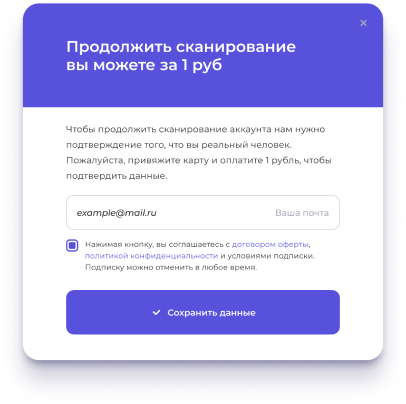 ×
Продолжить сканирование
вы можете за 1 руб
Чтобы продолжить сканирование аккаунта нам нужно
подтверждение того, что вы реальный человек.
Пожалуйста, привяжите карту и оплатите 1 рубль, чтобы
подтвердить данные.
example@mail.ru Ваша почта
Нажимая кнопку, вы соглашаетесь с договором оферты,
политикой конфиденциальности и условиями подписки.
Подписку можно отменить в любое время.
Сохранить данные